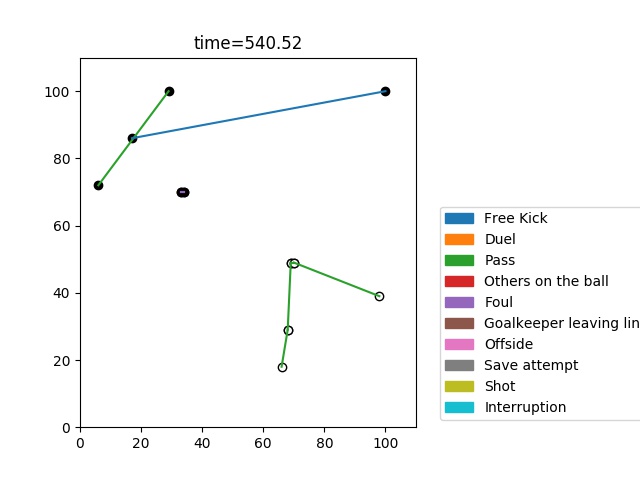 time=540.52
100
80
60
40
20
0
0 20 40 60 80 100
Free Kick
Duel
Pass
Others on the ball
Foul
Goalkeeper leaving lin
Offside
Save attempt
Shot
Interruption